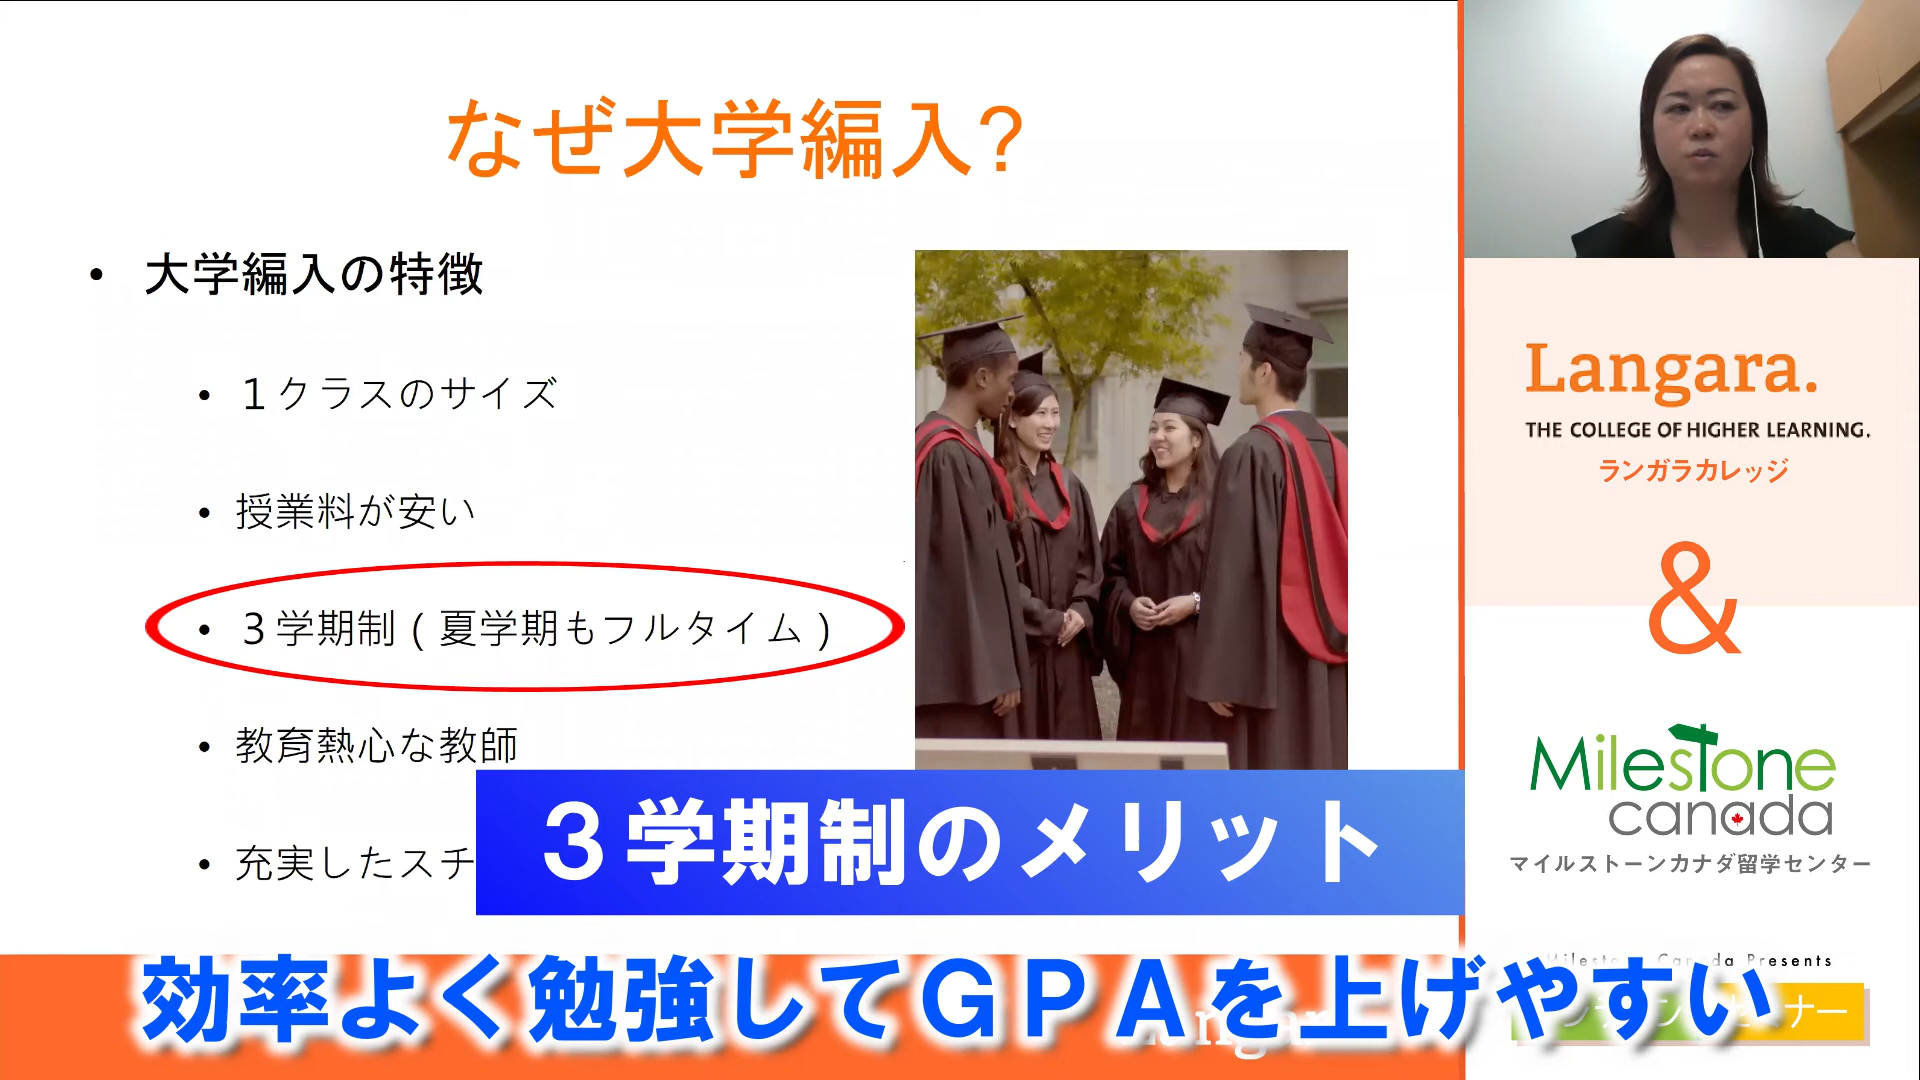 なぜ大学編入?
• 大学編入の特徴
• １クラスのサイズ
• 授業料が安い
• ３学期制（夏学期もフルタイム）
• 教育熱心な教師
• 充実したスチ
３学期制のメリット
効率よく勉強してＧＰＡを上げやすい
Langara.
THE COLLEGE OF HIGHER LEARNING.
ランガラカレッジ
&
Milestone
canada
マイルストーンカナダ留学センター
Canada Presents